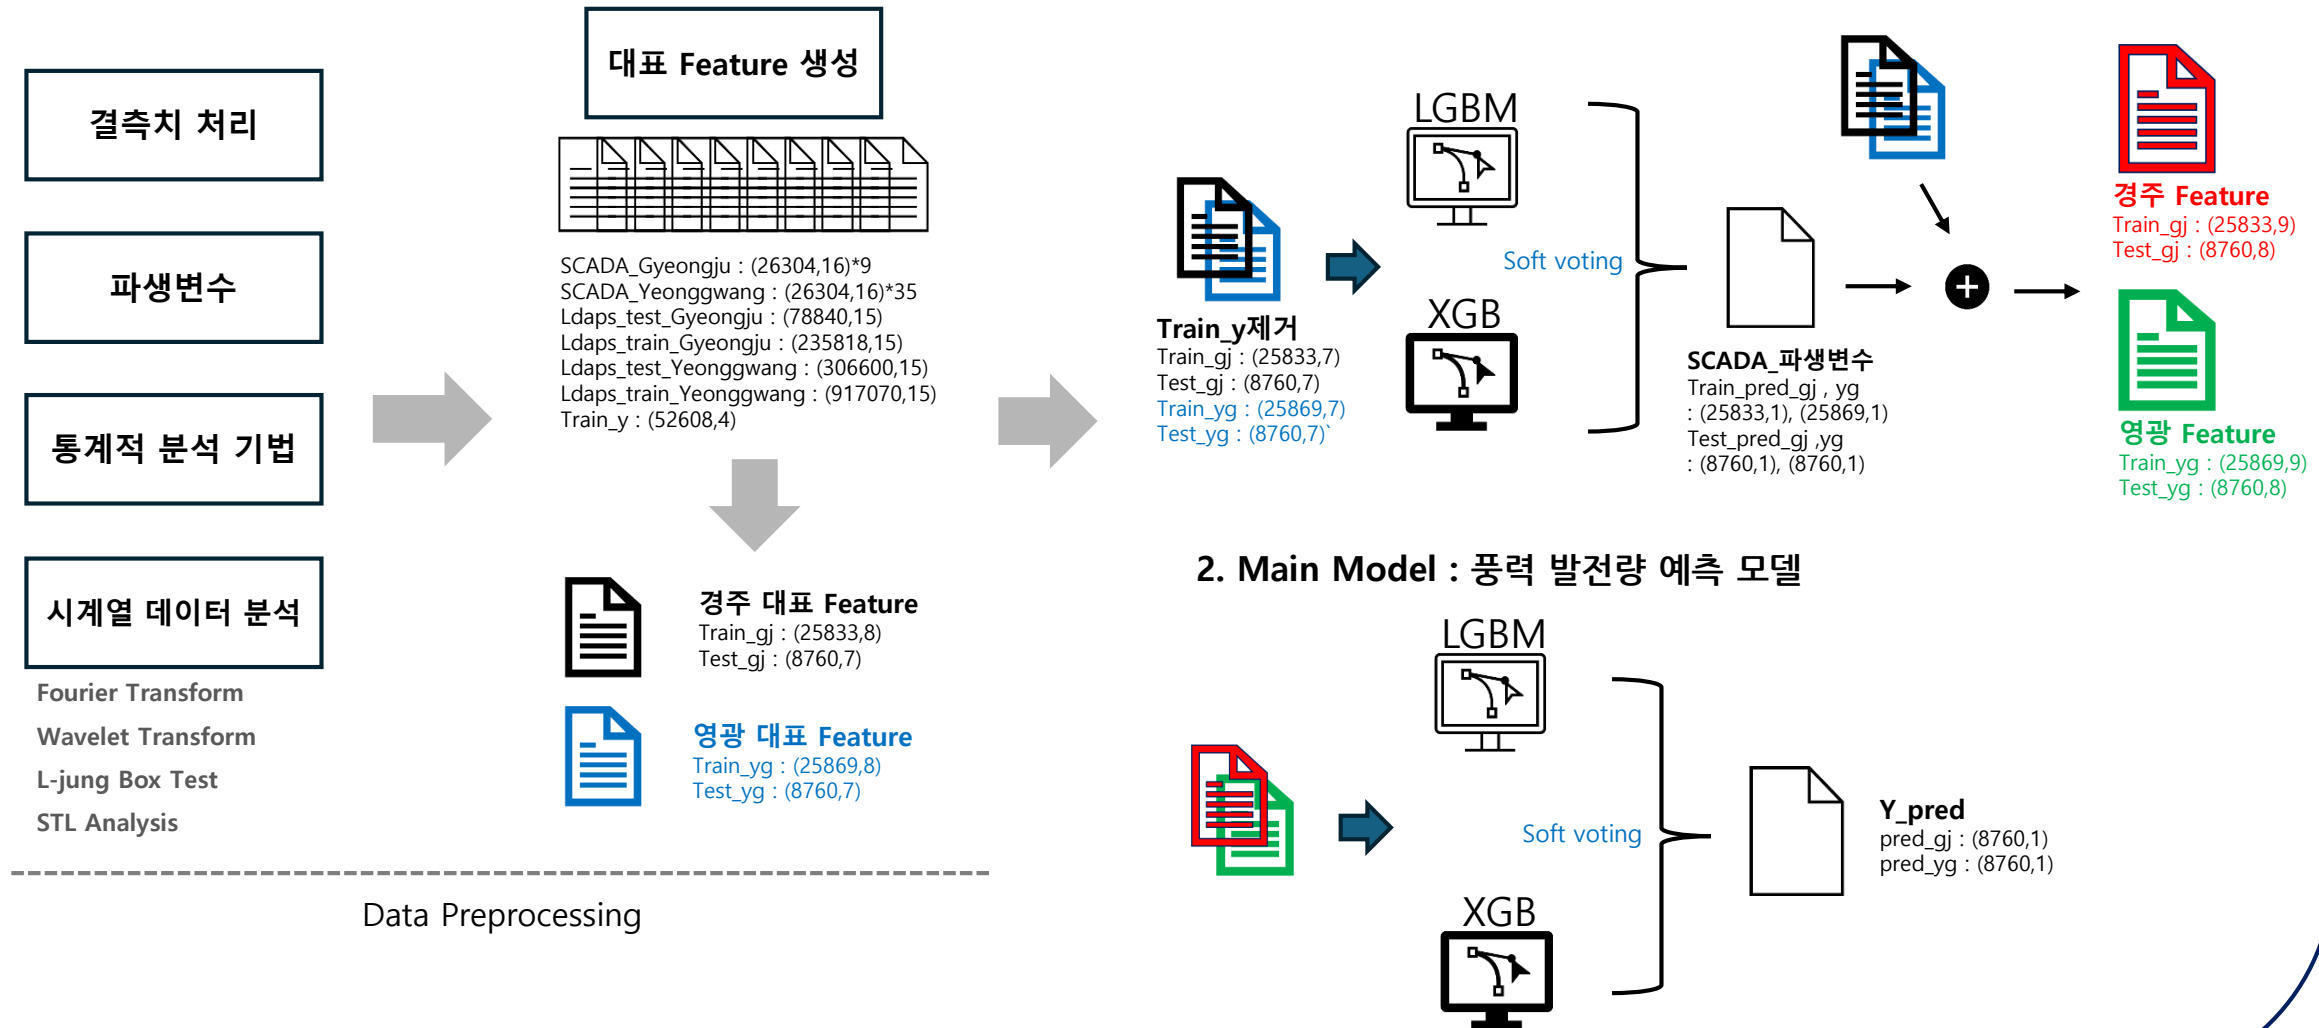 결측치 처리
파생변수
통계적 분석 기법
시계열 데이터 분석
Fourier Transform
Wavelet Transform
L-jung Box Test
STL Analysis
대표 Feature 생성
SCADA_Gyeongju : (26304,16)*9
SCADA_Yeonggwang : (26304,16)*35
Ldaps_test_Gyeongju : (78840,15)
Ldaps_train_Gyeongju : (235818,15)
Ldaps_test_Yeonggwang : (306600,15)
Ldaps_train_Yeonggwang : (917070,15)
Train_y : (52608,4)
경주 대표 Feature
Train_gj : (25833,8)
Test_gj : (8760,7)
영광 대표 Feature
Train_yg : (25869,8)
Test_yg : (8760,7)
Data Preprocessing
Train_y제거
Train_gj : (25833,7)
Test_gj : (8760,7)
Train_yg : (25869,7)
Test_yg : (8760,7)`
LGBM
XGB
Soft voting
SCADA_파생변수
Train_pred_gj , yg
: (25833,1), (25869,1)
Test_pred_gj ,yg
: (8760,1), (8760,1)
경주 Feature
Train_gj : (25833,9)
Test_gj : (8760,8)
영광 Feature
Train_yg : (25869,9)
Test_yg : (8760,8)
2. Main Model : 풍력 발전량 예측 모델
LGBM
XGB
Soft voting
Y_pred
pred_gj : (8760,1)
pred_yg : (8760,1)